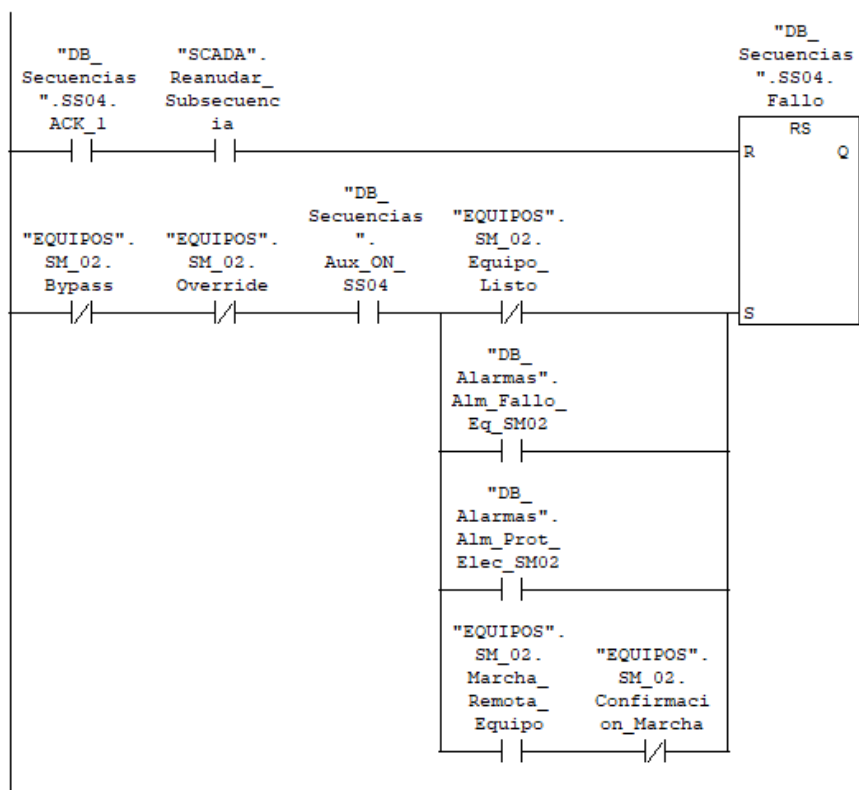 "DB_
Secuencias
".SS04.
ACK_1
"SCADA".
Reanudar_
Subsecuenc
ia
"DB_
Secuencias
".SS04.
Fallo
RS
R
Q
"EQUIPOS".
SM_02.
Bypass
"EQUIPOS".
SM_02.
Override
"DB_
Secuencias
".
Aux_ON_
SS04
"EQUIPOS".
SM_02.
Equipo_
Listo
S
"DB_
Alarmas".
Alm_Fallo_
Eq_SM02
"DB_
Alarmas".
Alm_Prot_
Elec_SM02
"EQUIPOS".
SM_02.
Marcha_
Remota_
Equipo
"EQUIPOS".
SM_02.
Confirmaci
on_Marcha